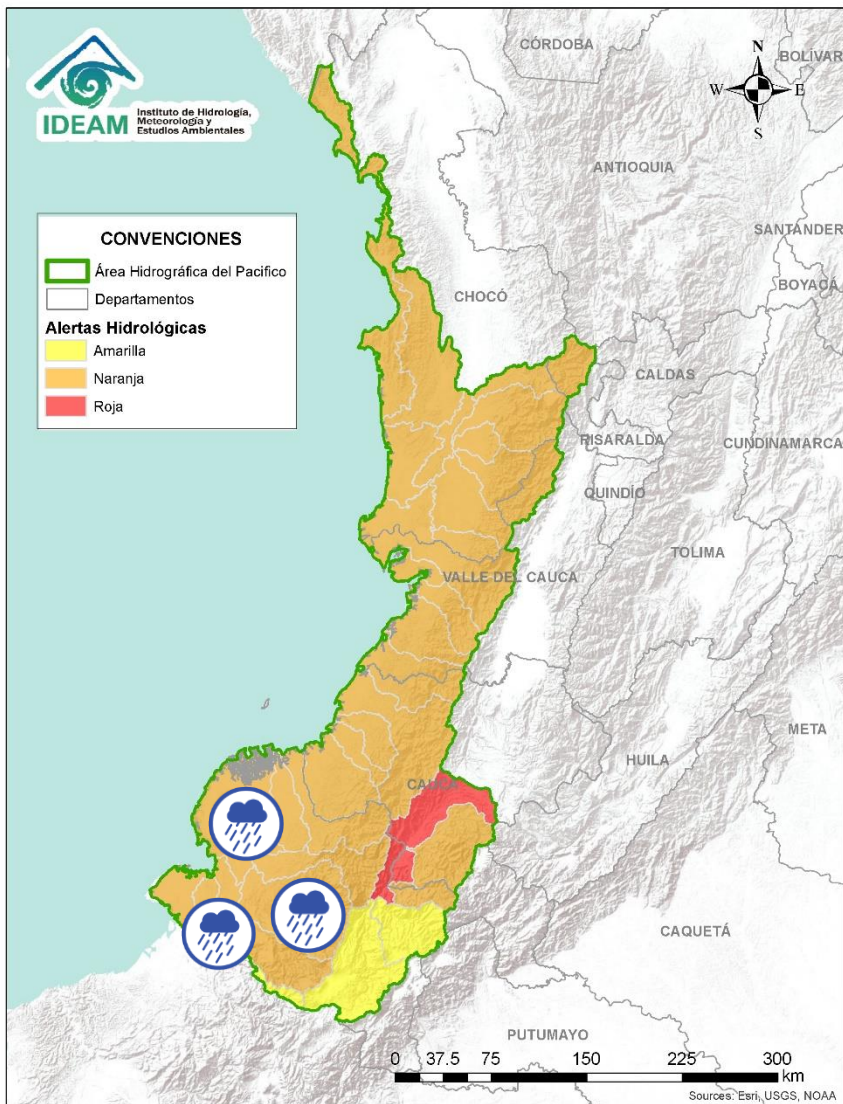 IDEAM
Instituto de Hidrología,
Meteorología y
Estudios Ambientales
N
W
E
S
CÓRDOBA
BOLÍVAR
ANTIOQUIA
SANTANDER
BOYACÁ
CHOCÓ
CALDAS
RISARALDA
CUNDINAMARCA
QUINDÍO
TOLIMA
VALLE DEL CAUCA
META
HUILA
CAUCA
CAQUETÁ
PUTUMAYO
CONVENCIONES
Área Hidrográfica del Pacifico
Departamentos
Alertas Hidrológicas
Amarilla
Naranja
Roja
0 37.5 75 150 225 300
km
Sources: Esri, USGS, NOAA